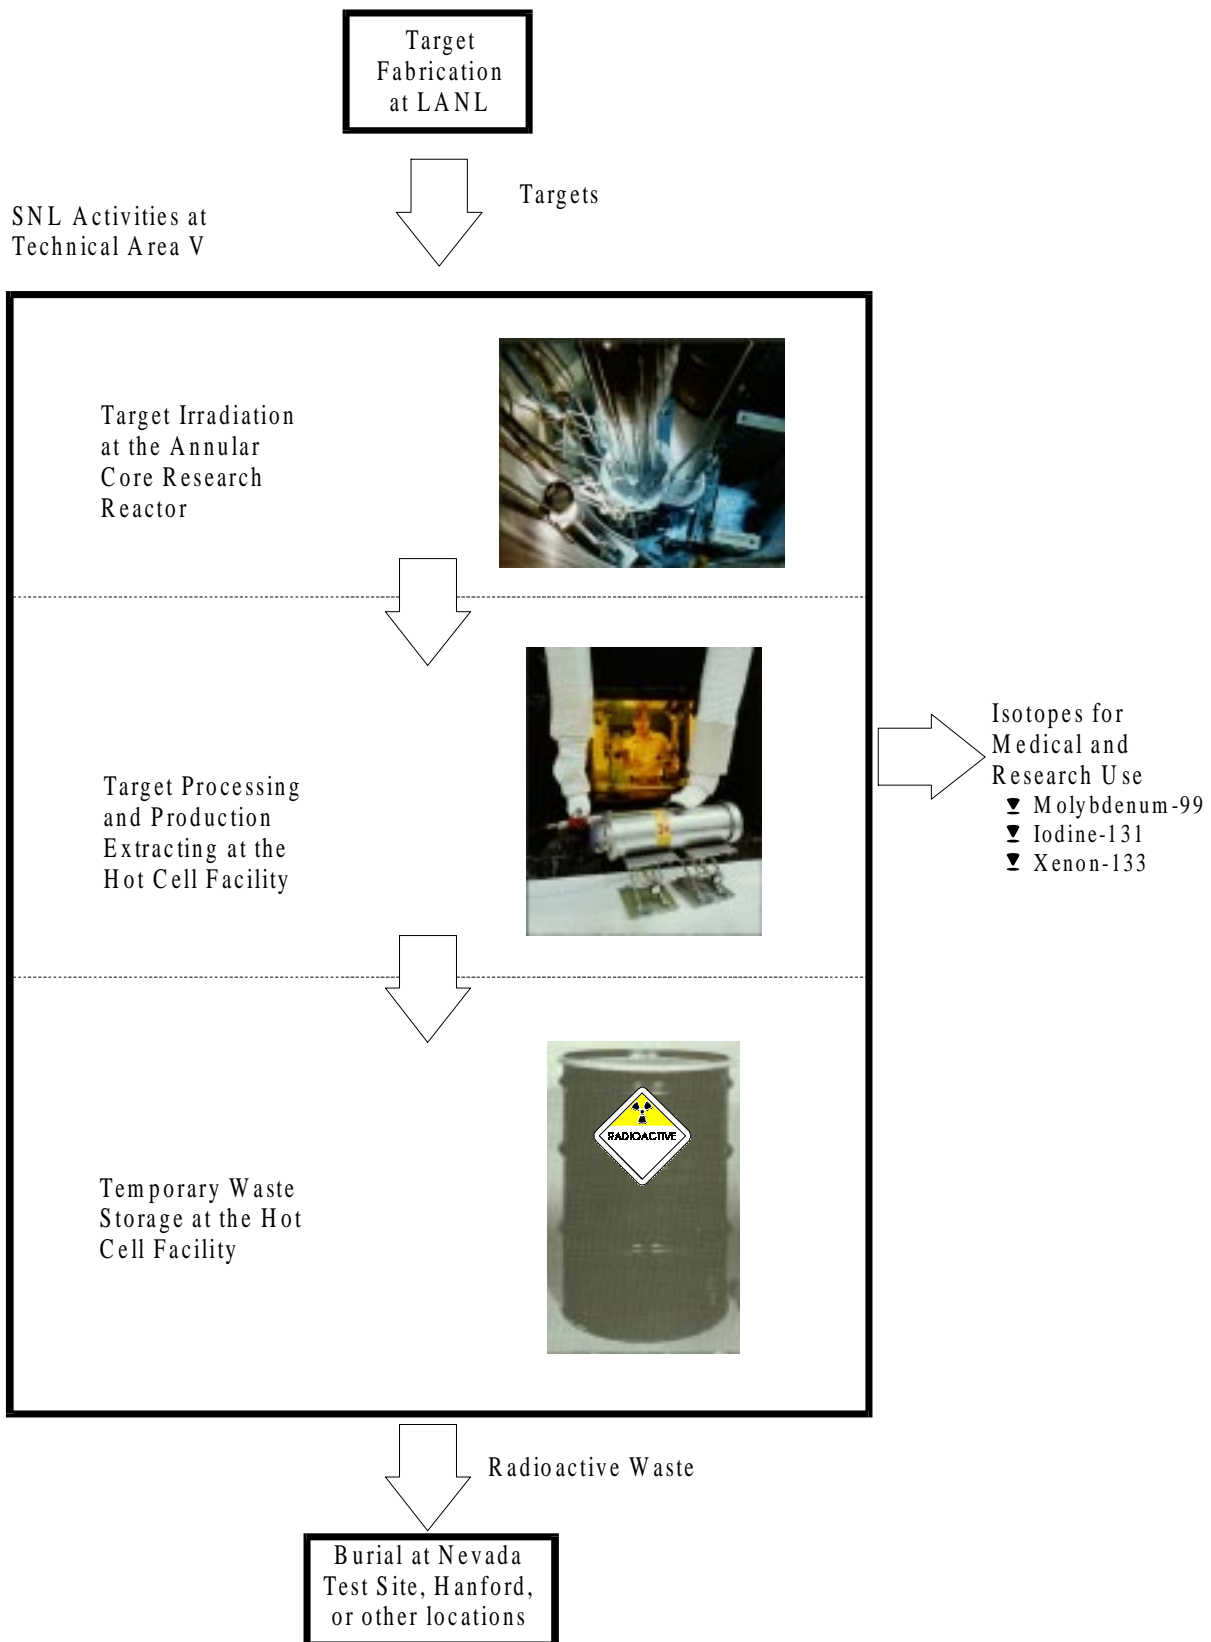 Target
Fabrication
at LANL
Targets
SNL Activities at
Technical Area V
Target Irradiation
at the Annular
Core Research
Reactor
Target Processing
and Production
Extracting at the
Hot Cell Facility
Isotopes for
Medical and
Research Use
Molybdenum-99
Iodine-131
Xenon-133
RADIOACTIVE
Temporary Waste
Storage at the Hot
Cell Facility
Radioactive Waste
Burial at Nevada
Test Site, Hanford,
or other locations